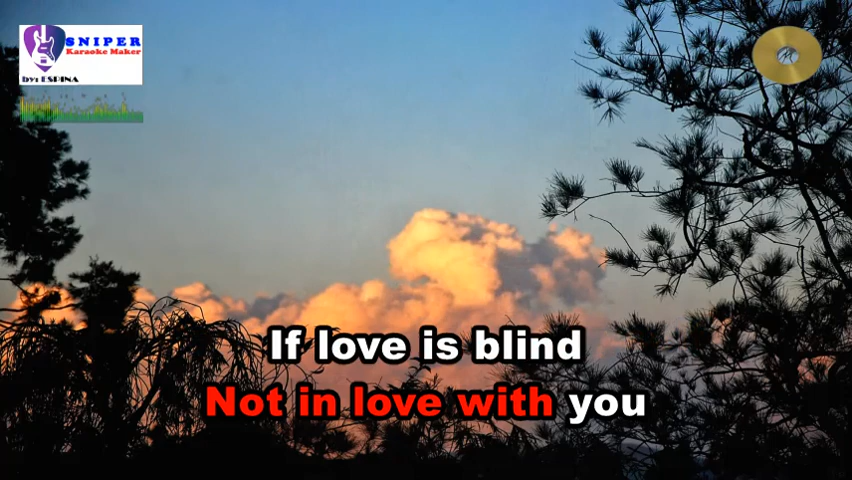 SNIPER
Karaoke Maker
by: ESPINA
If love is blind
Not in love with you